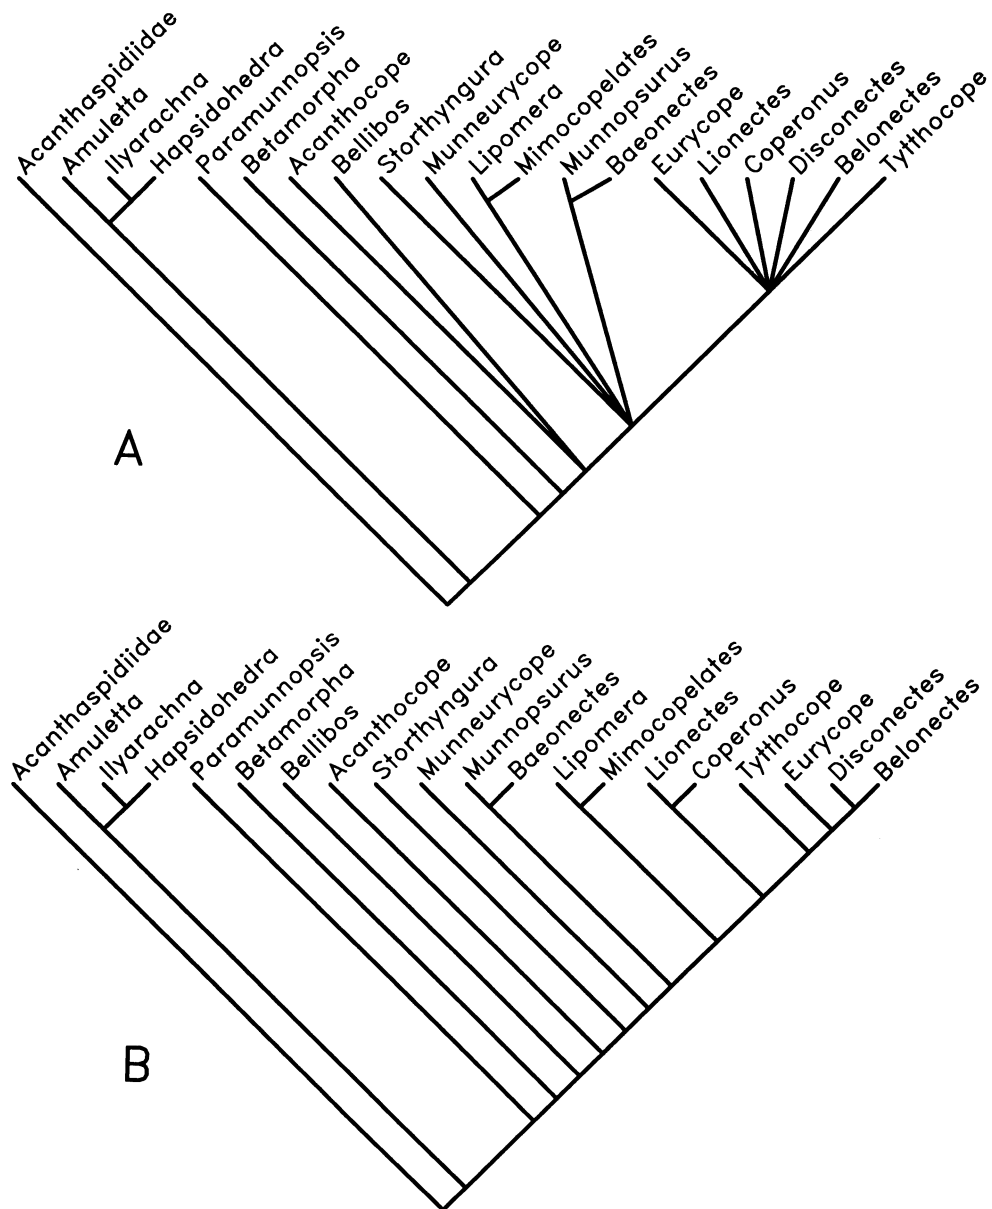 Acanthaspidiidae
Amuletta
Ilyarachna
Hapsidohedra
Paramunnopsis
Betamorpha
Acanthocope
Bellibos
Storthyngura
Munneurycope
Lipomera
Mimocopelates
Munnopsurus
Baeonectes
Eurycope
Lionectes
Coperonus
Disconectes
Belonectes
Tytthocope
A
Acanthaspidiidae
Amuletta
Ilyarachna
Hapsidohedra
Paramunnopsis
Betamorpha
Bellibos
Acanthocope
Storthyngura
Munneurycope
Munnopsurus
Baeonectes
Lipomera
Mimocopelates
Lionectes
Coperonus
Tytthocope
Eurycope
Disconectes
Belonectes
B